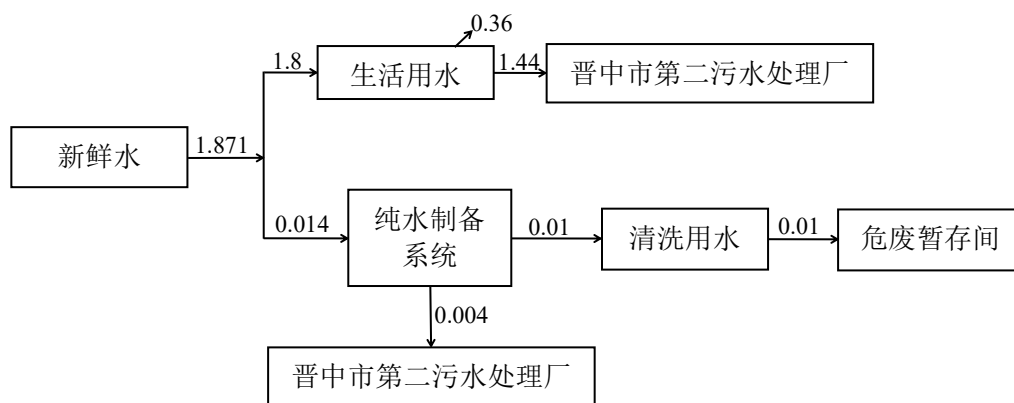 0.36
1.8
生活用水
1.44
晋中市第二污水处理厂
新鲜水
1.871
0.014
纯水制备
系统
0.01
清洗用水
0.01
危废暂存间
0.004
晋中市第二污水处理厂